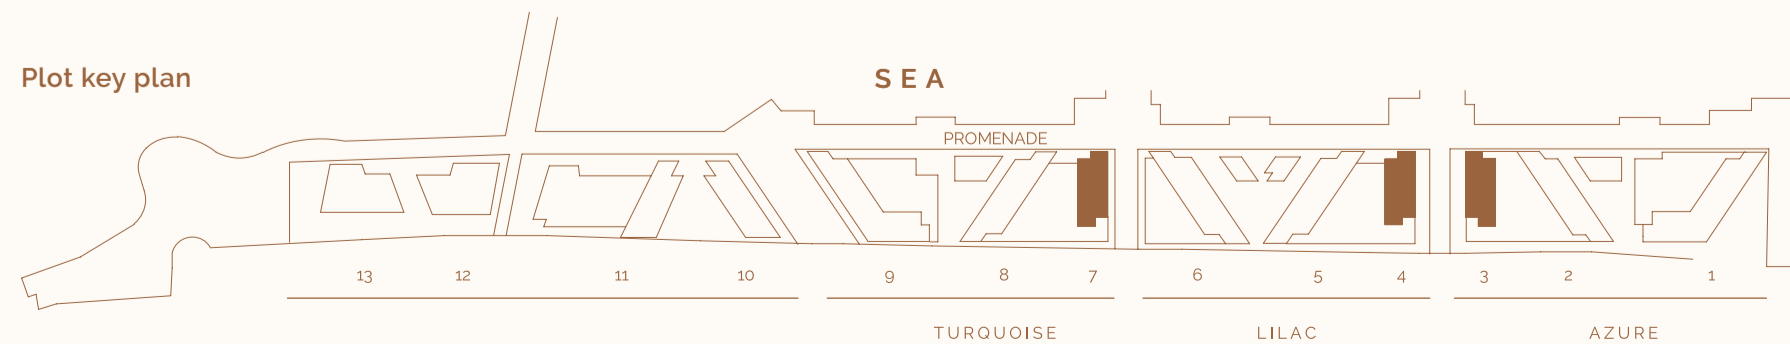 Plot key plan
SEA
PROMENADE
13 12 11 10 9 8 7 6 5 4 3 2 1
TURQUOISE LILAC AZURE